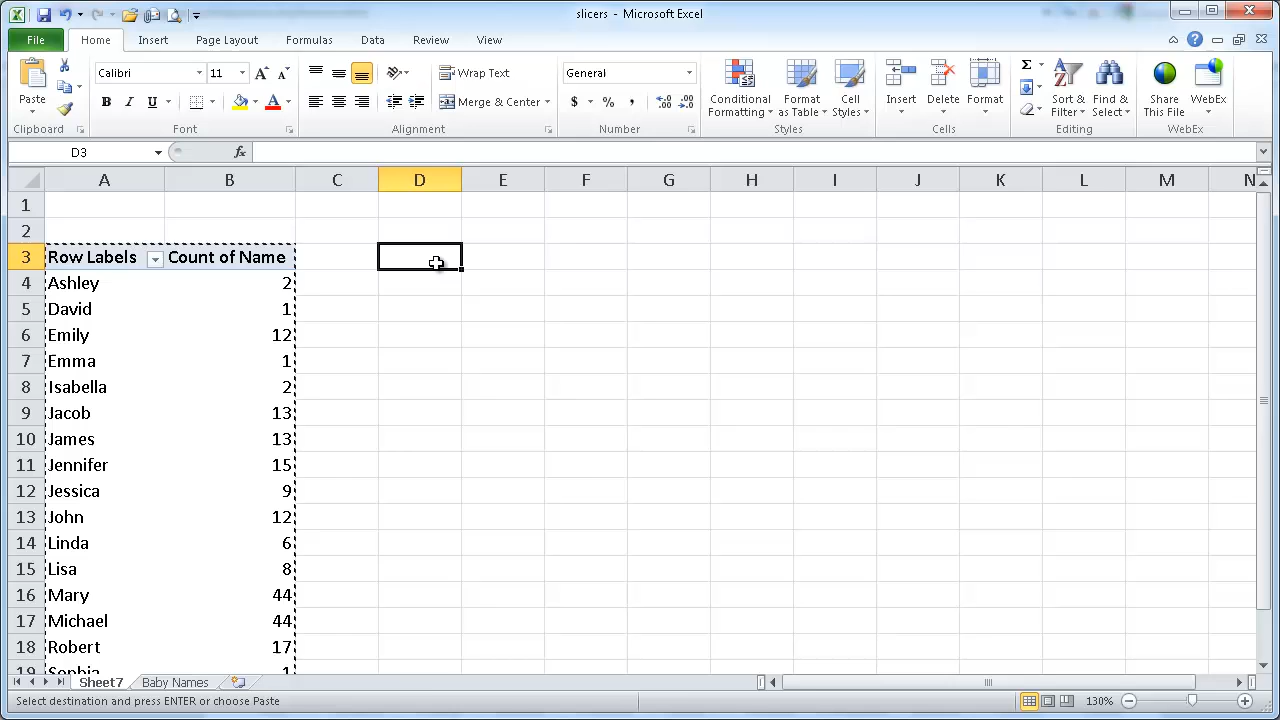 slicers - Microsoft Excel
File Home Insert Page Layout Formulas Data Review View
Calibri 11 Wrap Text General
B I U Merge & Center $ % ,
Paste Conditional Formatting Format as Table Cell Styles Insert Delete Format Sort & Filter Find & Select Share This File WebEx
Clipboard Font Alignment Number Styles Cells Editing WebEx
D3 fx
A B C D E F G H I J K L M N
1
2
3 Row Labels Count of Name
4 Ashley 2
5 David 1
6 Emily 12
7 Emma 1
8 Isabella 2
9 Jacob 13
10 James 13
11 Jennifer 15
12 Jessica 9
13 John 12
14 Linda 6
15 Lisa 8
16 Mary 44
17 Michael 44
18 Robert 17
19 Sophia 1
Sheet7 Baby Names
Select destination and press ENTER or choose Paste 130%